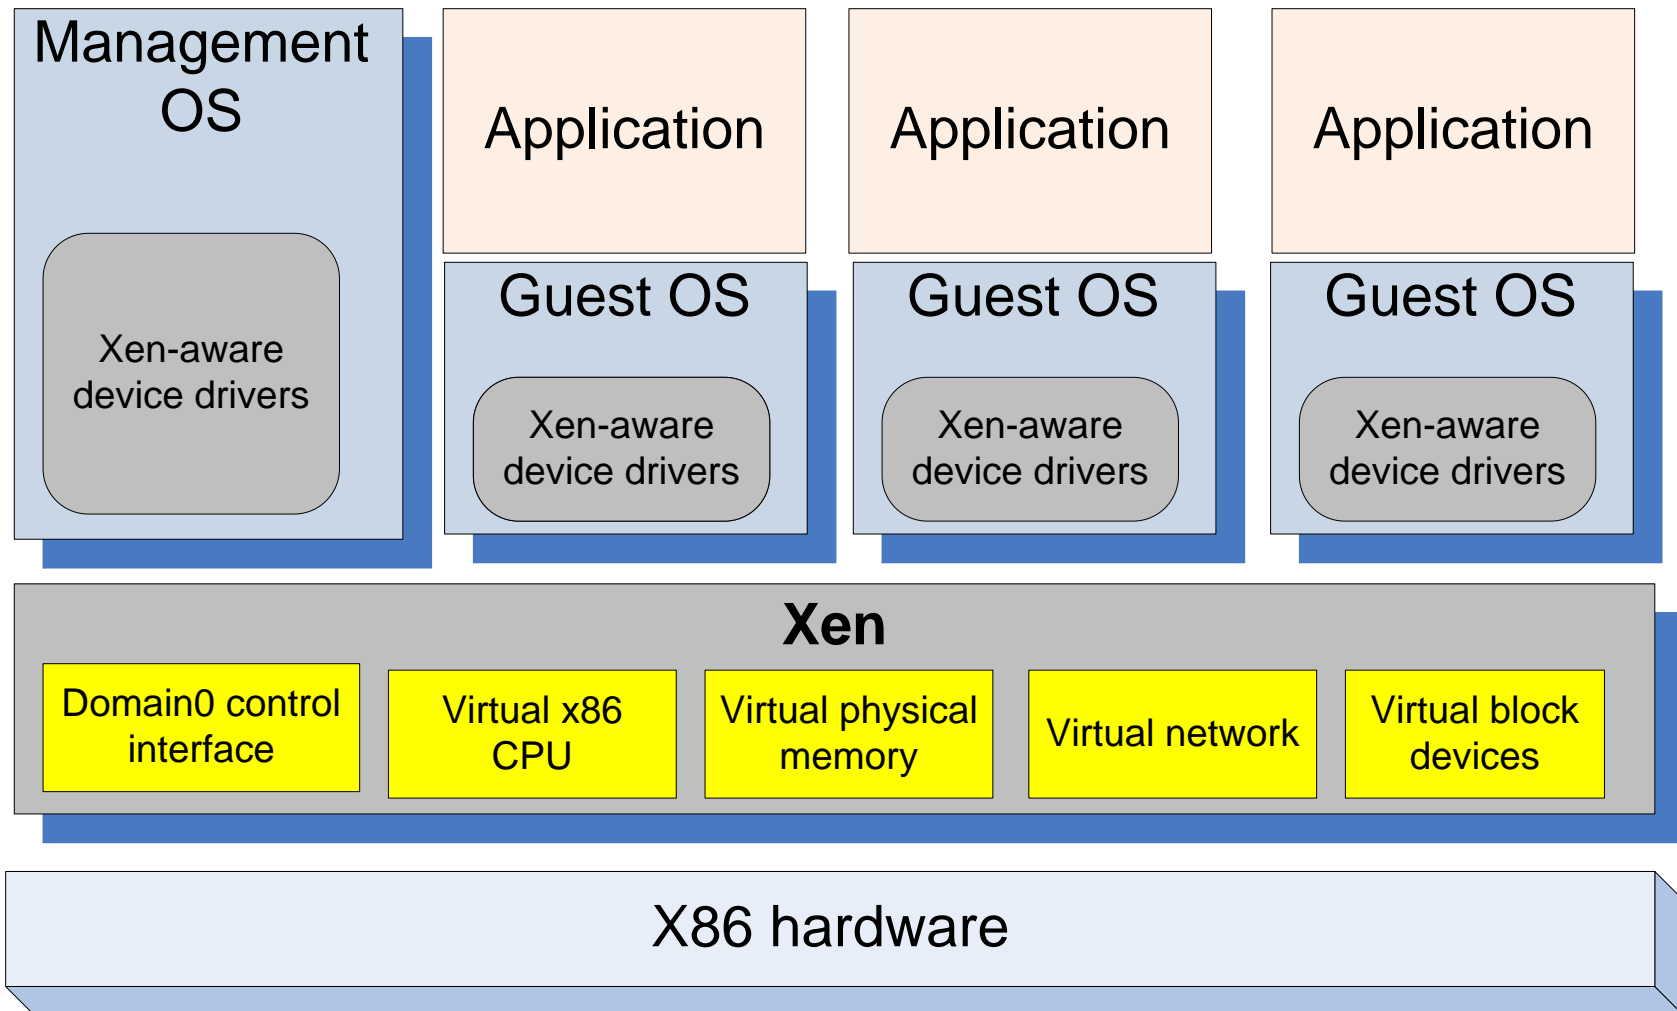 Management
OS
Application
Application
Application
Xen-aware
device drivers
Guest OS
Guest OS
Guest OS
Xen-aware
device drivers
Xen-aware
device drivers
Xen-aware
device drivers
Xen
Domain0 control
interface
Virtual x86
CPU
Virtual physical
memory
Virtual network
Virtual block
devices
X86 hardware